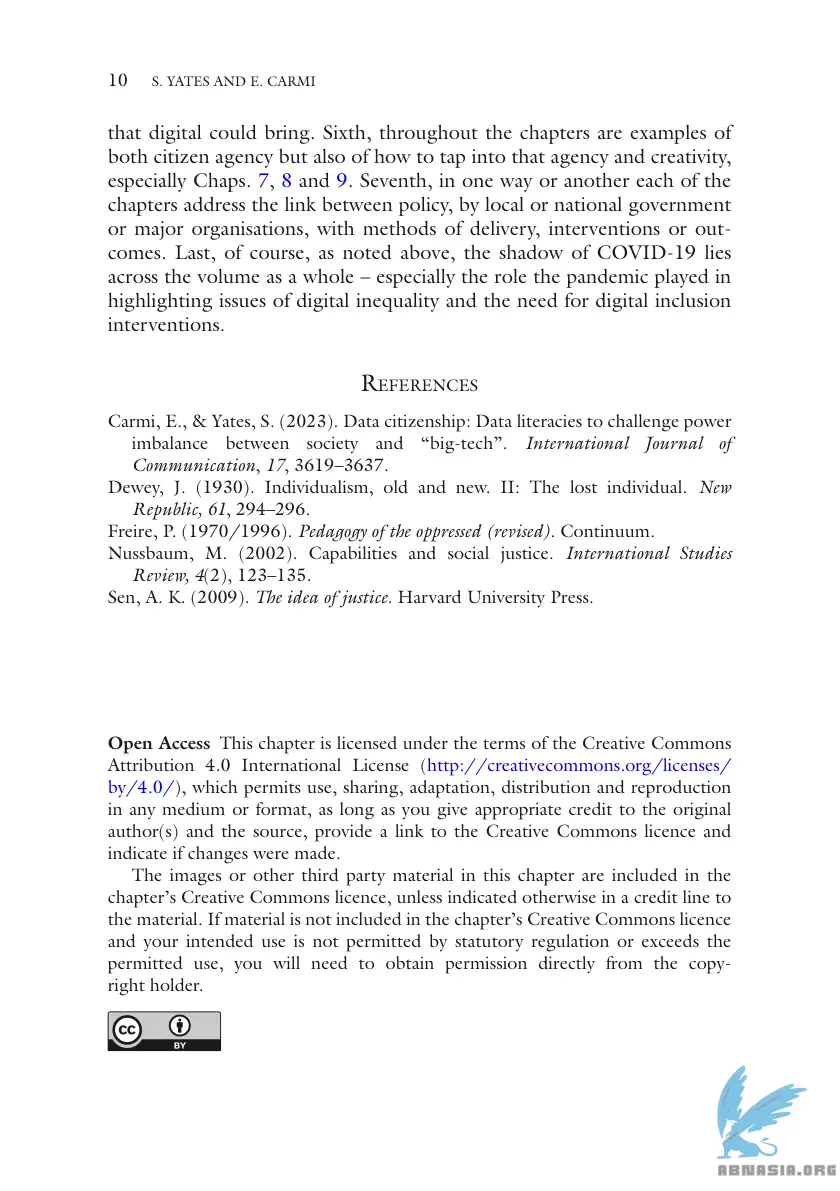 10 S. YATES AND E. CARMI
that digital could bring. Sixth, throughout the chapters are examples of
both citizen agency but also of how to tap into that agency and creativity,
especially Chaps. 7, 8 and 9. Seventh, in one way or another each of the
chapters address the link between policy, by local or national government
or major organisations, with methods of delivery, interventions or out-
comes. Last, of course, as noted above, the shadow of COVID-19 lies
across the volume as a whole – especially the role the pandemic played in
highlighting issues of digital inequality and the need for digital inclusion
interventions.
References
Carmi, E., & Yates, S. (2023). Data citizenship: Data literacies to challenge power
imbalance between society and “big-tech”. International Journal of
Communication, 17, 3619–3637.
Dewey, J. (1930). Individualism, old and new. II: The lost individual. New
Republic, 61, 294–296.
Freire, P. (1970/1996). Pedagogy of the oppressed (revised). Continuum.
Nussbaum, M. (2002). Capabilities and social justice. International Studies
Review, 4(2), 123–135.
Sen, A. K. (2009). The idea of justice. Harvard University Press.
Open Access This chapter is licensed under the terms of the Creative Commons
Attribution 4.0 International License (http://creativecommons.org/licenses/
by/4.0/), which permits use, sharing, adaptation, distribution and reproduction
in any medium or format, as long as you give appropriate credit to the original
author(s) and the source, provide a link to the Creative Commons licence and
indicate if changes were made.
The images or other third party material in this chapter are included in the
chapter’s Creative Commons licence, unless indicated otherwise in a credit line to
the material. If material is not included in the chapter’s Creative Commons licence
and your intended use is not permitted by statutory regulation or exceeds the
permitted use, you will need to obtain permission directly from the copy-
right holder.
cc
BY
ABNASIA.ORG